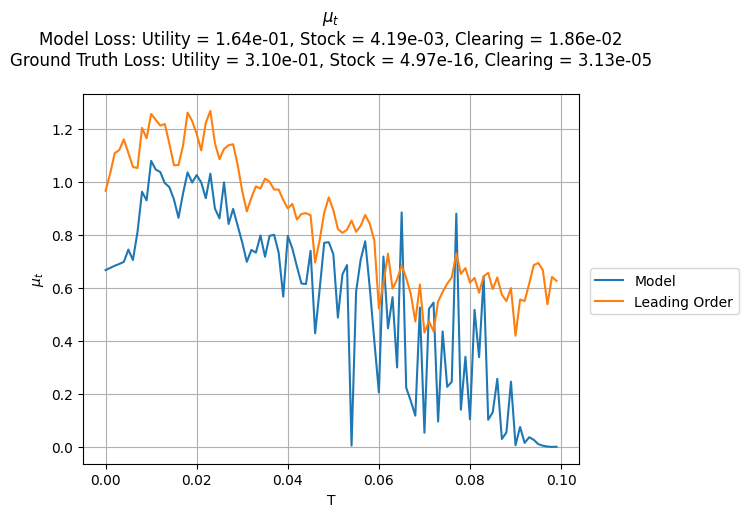 μt
Model Loss: Utility = 1.64e-01, Stock = 4.19e-03, Clearing = 1.86e-02
Ground Truth Loss: Utility = 3.10e-01, Stock = 4.97e-16, Clearing = 3.13e-05
1.2
1.0
0.8
0.6
0.4
0.2
0.0
μt
0.00 0.02 0.04 0.06 0.08 0.10
T
Model
Leading Order